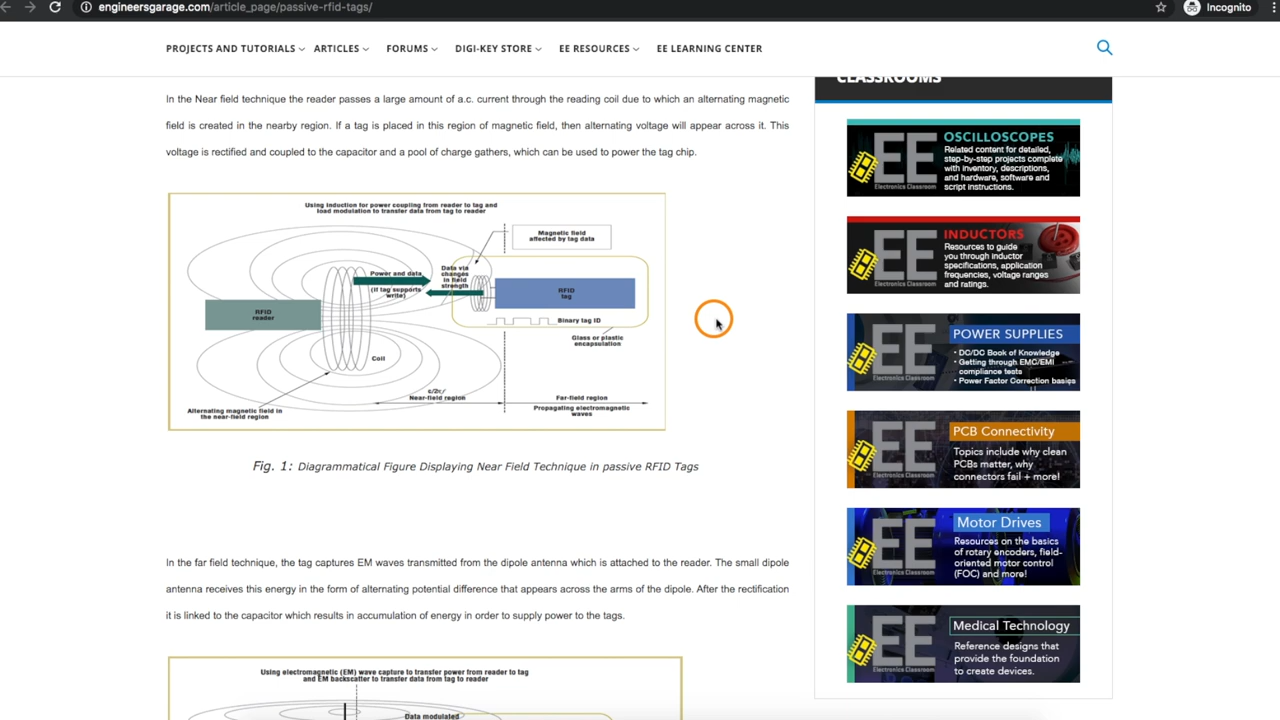 engineersgarage.com/article_page/passive-rfid-tags/
Incognito
PROJECTS AND TUTORIALS
ARTICLES
FORUMS
DIGI-KEY STORE
EE RESOURCES
EE LEARNING CENTER
In the Near field technique the reader passes a large amount of a.c. current through the reading coil due to which an alternating magnetic
field is created in the nearby region. If a tag is placed in this region of magnetic field, then alternating voltage will appear across it. This
voltage is rectified and coupled to the capacitor and a pool of charge gathers, which can be used to power the tag chip.
Using induction for power coupling from reader to tag and
load modulation to transfer data from tag to reader
Magnetic field
affected by tag data
Data via
changes
in field
strength
Power and data
(if tag supports
write)
RFID
reader
RFID
tag
Binary tag ID
Glass or plastic
encapsulation
Coil
Near-field region
Far-field region
Propagating electromagnetic
waves
Alternating magnetic field in
the near-field region
Fig. 1: Diagrammatical Figure Displaying Near Field Technique in passive RFID Tags
In the far field technique, the tag captures EM waves transmitted from the dipole antenna which is attached to the reader. The small dipole
antenna receives this energy in the form of alternating potential difference that appears across the arms of the dipole. After the rectification
it is linked to the capacitor which results in accumulation of energy in order to supply power to the tags.
Using electromagnetic (EM) wave capture to transfer power from reader to tag
and EM backscatter to transfer data from tag to reader
Data modulated
CLASSROOMS
EE
Electronics Classroom
OSCILLOSCOPES
Related content for detailed,
step-by-step projects complete
with inventory, descriptions,
and hardware, software and
script instructions.
EE
Electronics Classroom
INDUCTORS
Resources to guide
you through inductor
specifications, application
frequencies, voltage ranges
and ratings.
EE
Electronics Classroom
POWER SUPPLIES
• DC/DC Book of Knowledge
• Getting through EMC/EMI
compliance tests
• Power Factor Correction basics
EE
Electronics Classroom
PCB Connectivity
Topics include why clean
PCBs matter, why
connectors fail + more!
EE
Electronics Classroom
Motor Drives
Resources on the basics
of rotary encoders, field-
oriented motor control
(FOC) and more!
EE
Electronics Classroom
Medical Technology
Reference designs that
provide the foundation
to create devices.